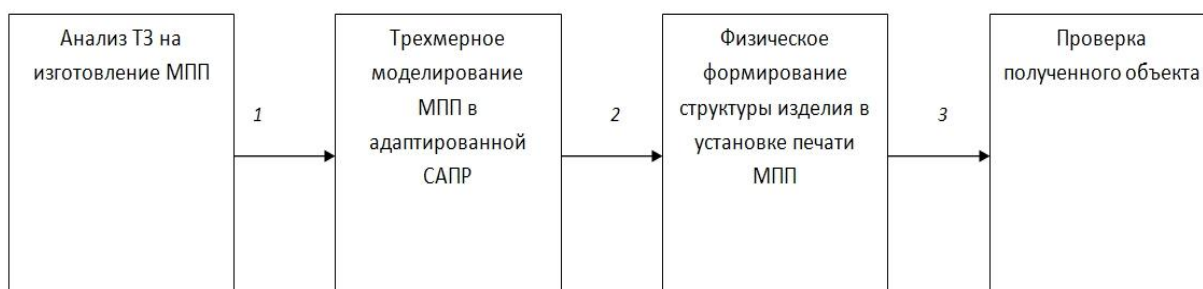 Анализ ТЗ на
изготовление МПП
1
Трехмерное
моделирование
МПП в
адаптированной
САПР
2
Физическое
формирование
структуры изделия в
установке печати
МПП
3
Проверка
полученного объекта